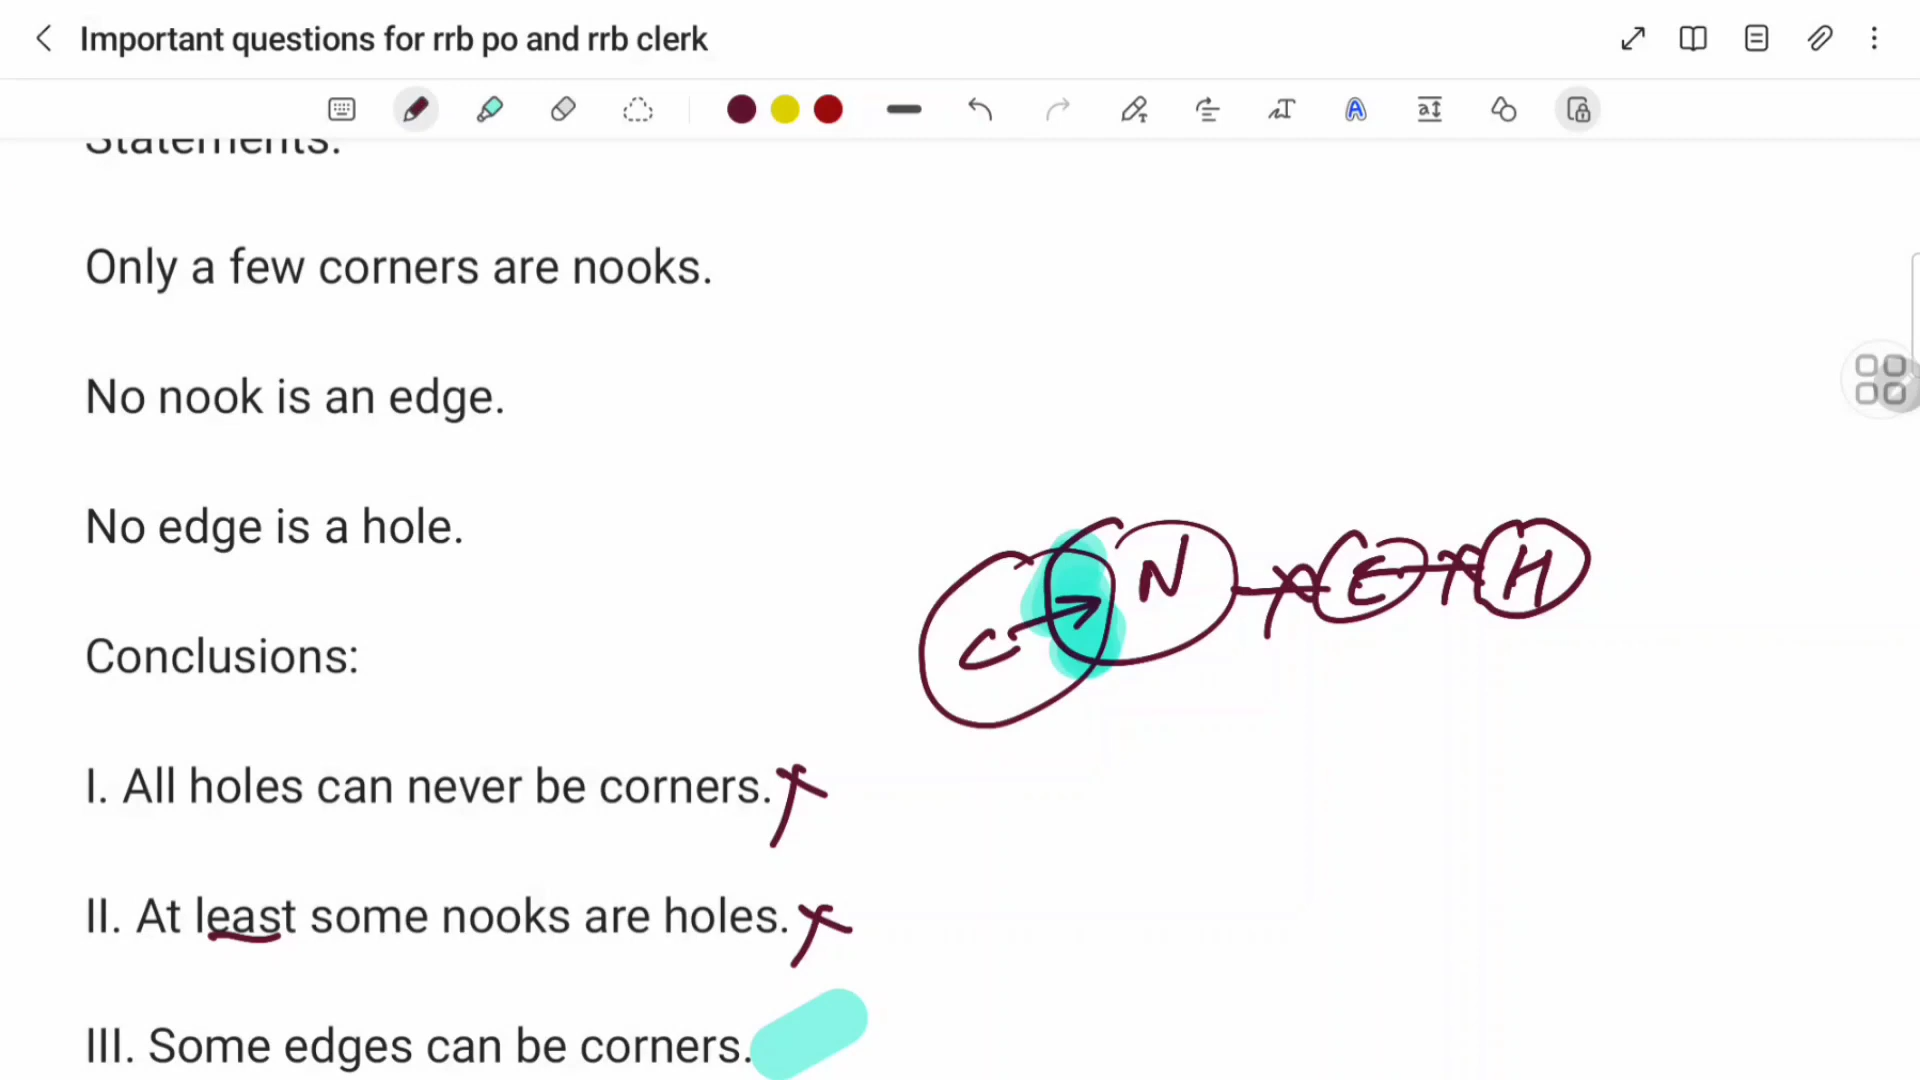 Important questions for rrb po and rrb clerk
Statements:
Only a few corners are nooks.
No nook is an edge.
No edge is a hole.
C N E H
Conclusions:
I. All holes can never be corners.
II. At least some nooks are holes.
III. Some edges can be corners.